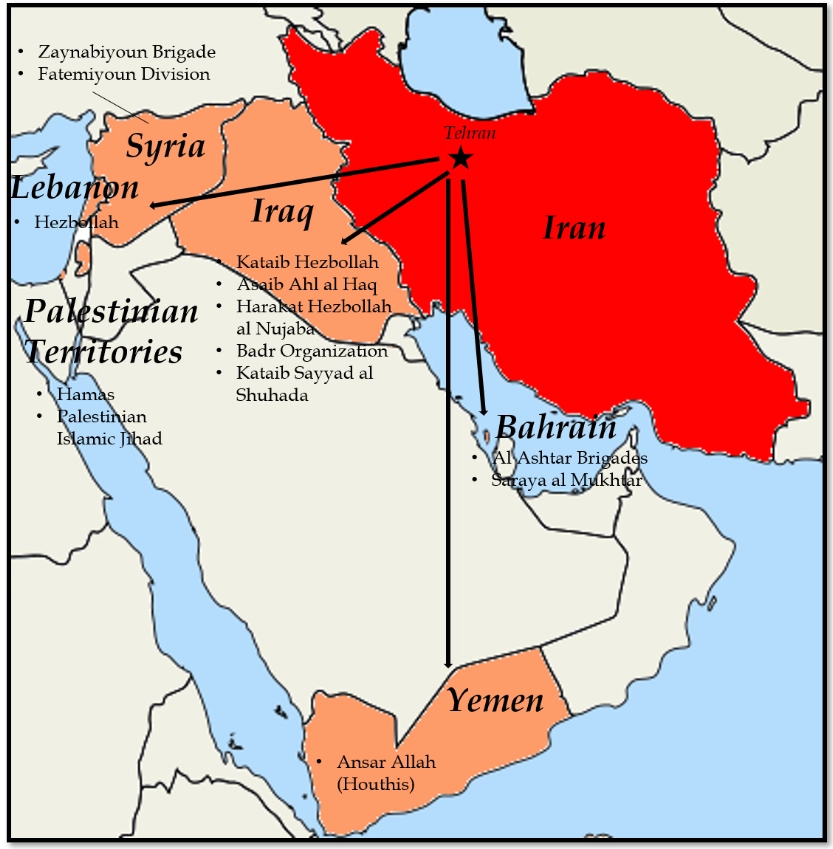 • Zaynabiyoun Brigade
• Fatemiyoun Division
Syria
Tehran
Lebanon
• Hezbollah
Iraq
Iran
• Kataib Hezbollah
• Asaib Ahl al Haq
• Harakat Hezbollah
al Nujaba
• Badr Organization
• Kataib Sayyad al
Shuhada
Palestinian
Territories
• Hamas
• Palestinian
Islamic Jihad
Bahrain
• Al Ashtar Brigades
• Saraya al Mukhtar
Yemen
• Ansar Allah
(Houthis)